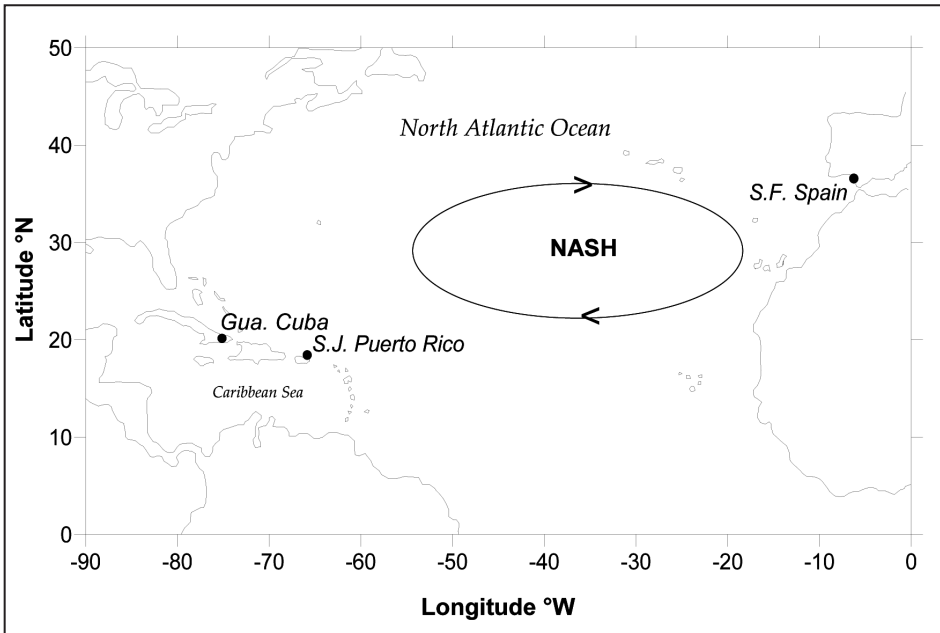 50
40
30
20
10
0
Latitude °N
North Atlantic Ocean
S.F. Spain
NASH
>
<
Gua. Cuba
S.J. Puerto Rico
Caribbean Sea
-90 -80 -70 -60 -50 -40 -30 -20 -10 0
Longitude °W